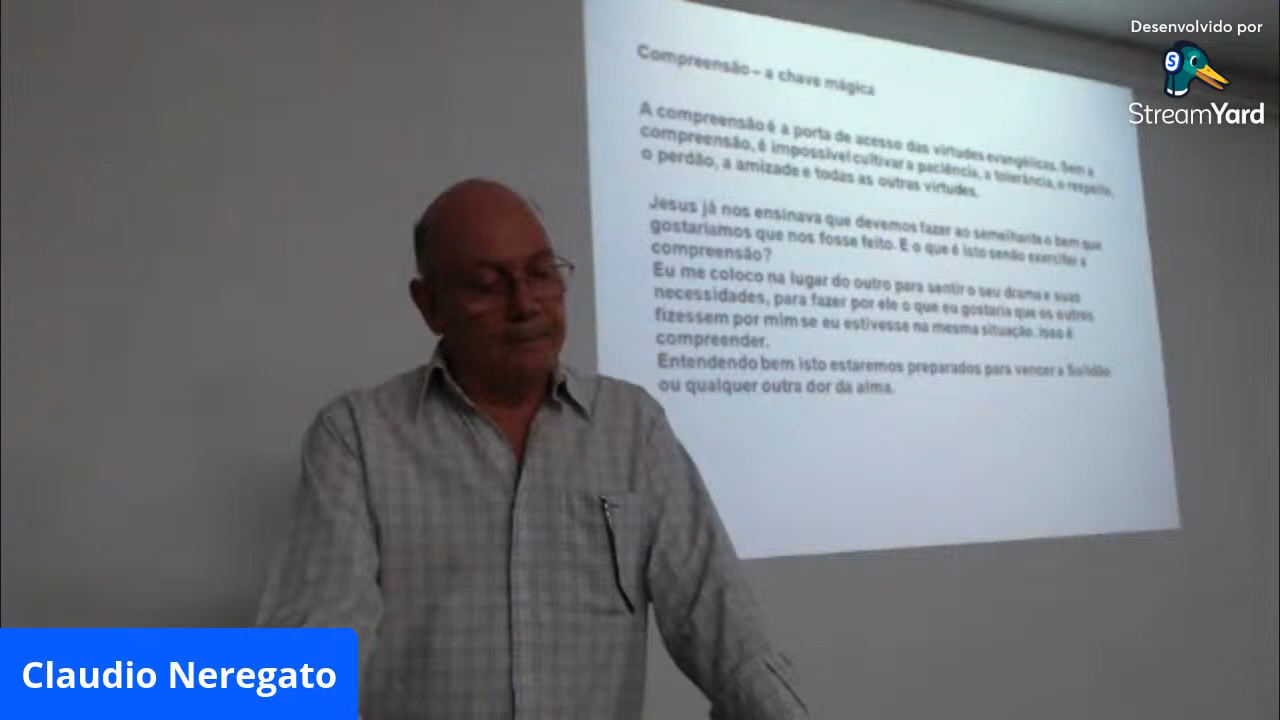 Desenvolvido por
StreamYard
Compreensão – a chave mágica
A compreensão é a porta de acesso das virtudes evangélicas. Sem a
compreensão, é impossível cultivar a paciência, a tolerância, o respeito,
o perdão, a amizade e todas as outras virtudes.
Jesus já nos ensinava que devemos fazer ao semelhante o bem que
gostaríamos que nos fosse feito. E o que é isto senão exercitar a
compreensão?
Eu me coloco na lugar do outro para sentir o seu drama e suas
necessidades, para fazer por ele o que eu gostaria que os outros
fizessem por mim se eu estivesse na mesma situação. Isso é
compreender.
Entendendo bem isto estaremos preparados para vencer a Solidão
ou qualquer outra dor da alma.
Claudio Neregato